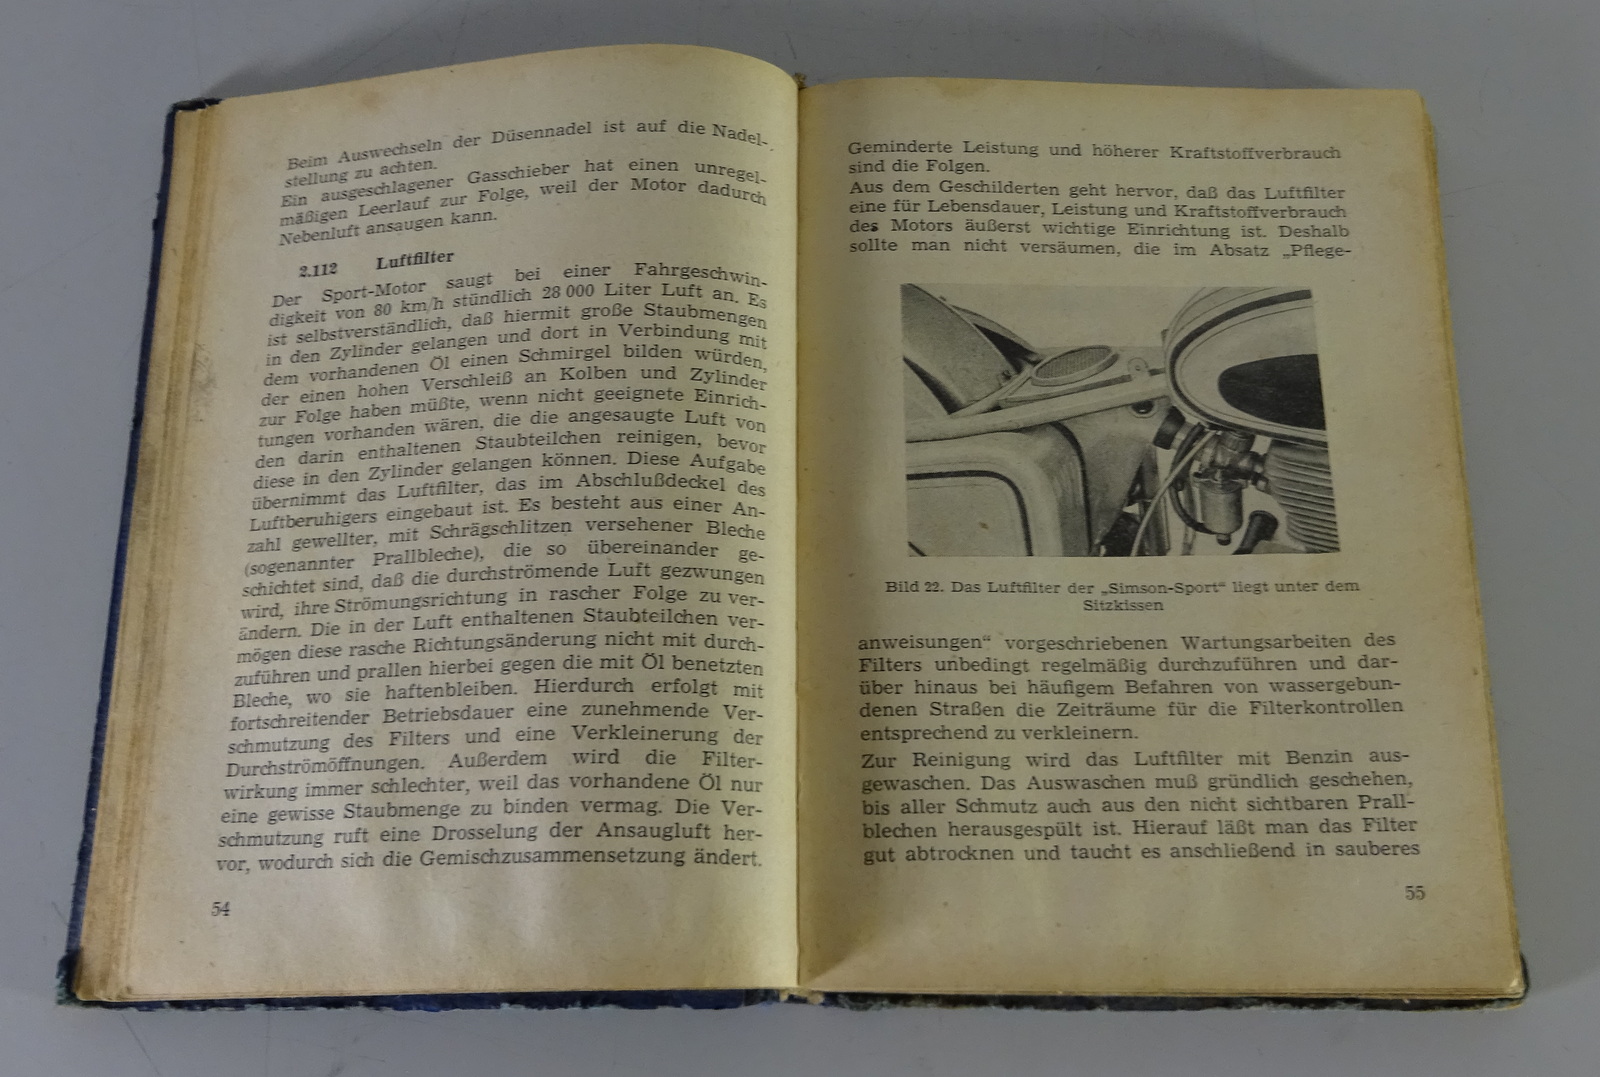 Beim Auswechseln der Düsennadel ist auf die Nadel-
stellung zu achten.
Ein ausgeschlagener Gasschieber hat einen unregel-
mäßigen Leerlauf zur Folge, weil der Motor dadurch
Nebenluft ansaugen kann.
2.112 Luftfilter
Der Sport-Motor saugt bei einer Fahrgeschwin-
digkeit von 80 km/h stündlich 28 000 Liter Luft an. Es
ist selbstverständlich, daß hiermit große Staubmengen
in den Zylinder gelangen und dort in Verbindung mit
dem vorhandenen Öl einen Schmirgel bilden würden,
der einen hohen Verschleiß an Kolben und Zylinder
zur Folge haben müßte, wenn nicht geeignete Einrich-
tungen vorhanden wären, die die angesaugte Luft von
den darin enthaltenen Staubteilchen reinigen, bevor
diese in den Zylinder gelangen können. Diese Aufgabe
übernimmt das Luftfilter, das im Abschlußdeckel des
Luftberuhigers eingebaut ist. Es besteht aus einer An-
zahl gewellter, mit Schrägschlitzen versehener Bleche
(sogenannter Prallbleche), die so übereinander ge-
schichtet sind, daß die durchströmende Luft gezwungen
wird, ihre Strömungsrichtung in rascher Folge zu ver-
ändern. Die in der Luft enthaltenen Staubteilchen ver-
mögen diese rasche Richtungsänderung nicht mit durch-
zuführen und prallen hierbei gegen die mit Öl benetzten
Bleche, wo sie haftenbleiben. Hierdurch erfolgt mit
fortschreitender Betriebsdauer eine zunehmende Ver-
schmutzung des Filters und eine Verkleinerung der
Durchströmöffnungen. Außerdem wird die Filter-
wirkung immer schlechter, weil das vorhandene Öl nur
eine gewisse Staubmenge zu binden vermag. Die Ver-
schmutzung ruft eine Drosselung der Ansaugluft her-
vor, wodurch sich die Gemischzusammensetzung ändert.
54
Geminderte Leistung und höherer Kraftstoffverbrauch
sind die Folgen.
Aus dem Geschilderten geht hervor, daß das Luftfilter
eine für Lebensdauer, Leistung und Kraftstoffverbrauch
des Motors äußerst wichtige Einrichtung ist. Deshalb
sollte man nicht versäumen, die im Absatz „Pflege-
Bild 22. Das Luftfilter der „Simson-Sport“ liegt unter dem
Sitzkissen
anweisungen“ vorgeschriebenen Wartungsarbeiten des
Filters unbedingt regelmäßig durchzuführen und dar-
über hinaus bei häufigem Befahren von wassergebun-
denen Straßen die Zeiträume für die Filterkontrollen
entsprechend zu verkleinern.
Zur Reinigung wird das Luftfilter mit Benzin aus-
gewaschen. Das Auswaschen muß gründlich geschehen,
bis aller Schmutz auch aus den nicht sichtbaren Prall-
blechen herausgespült ist. Hierauf läßt man das Filter
gut abtrocknen und taucht es anschließend in sauberes
55